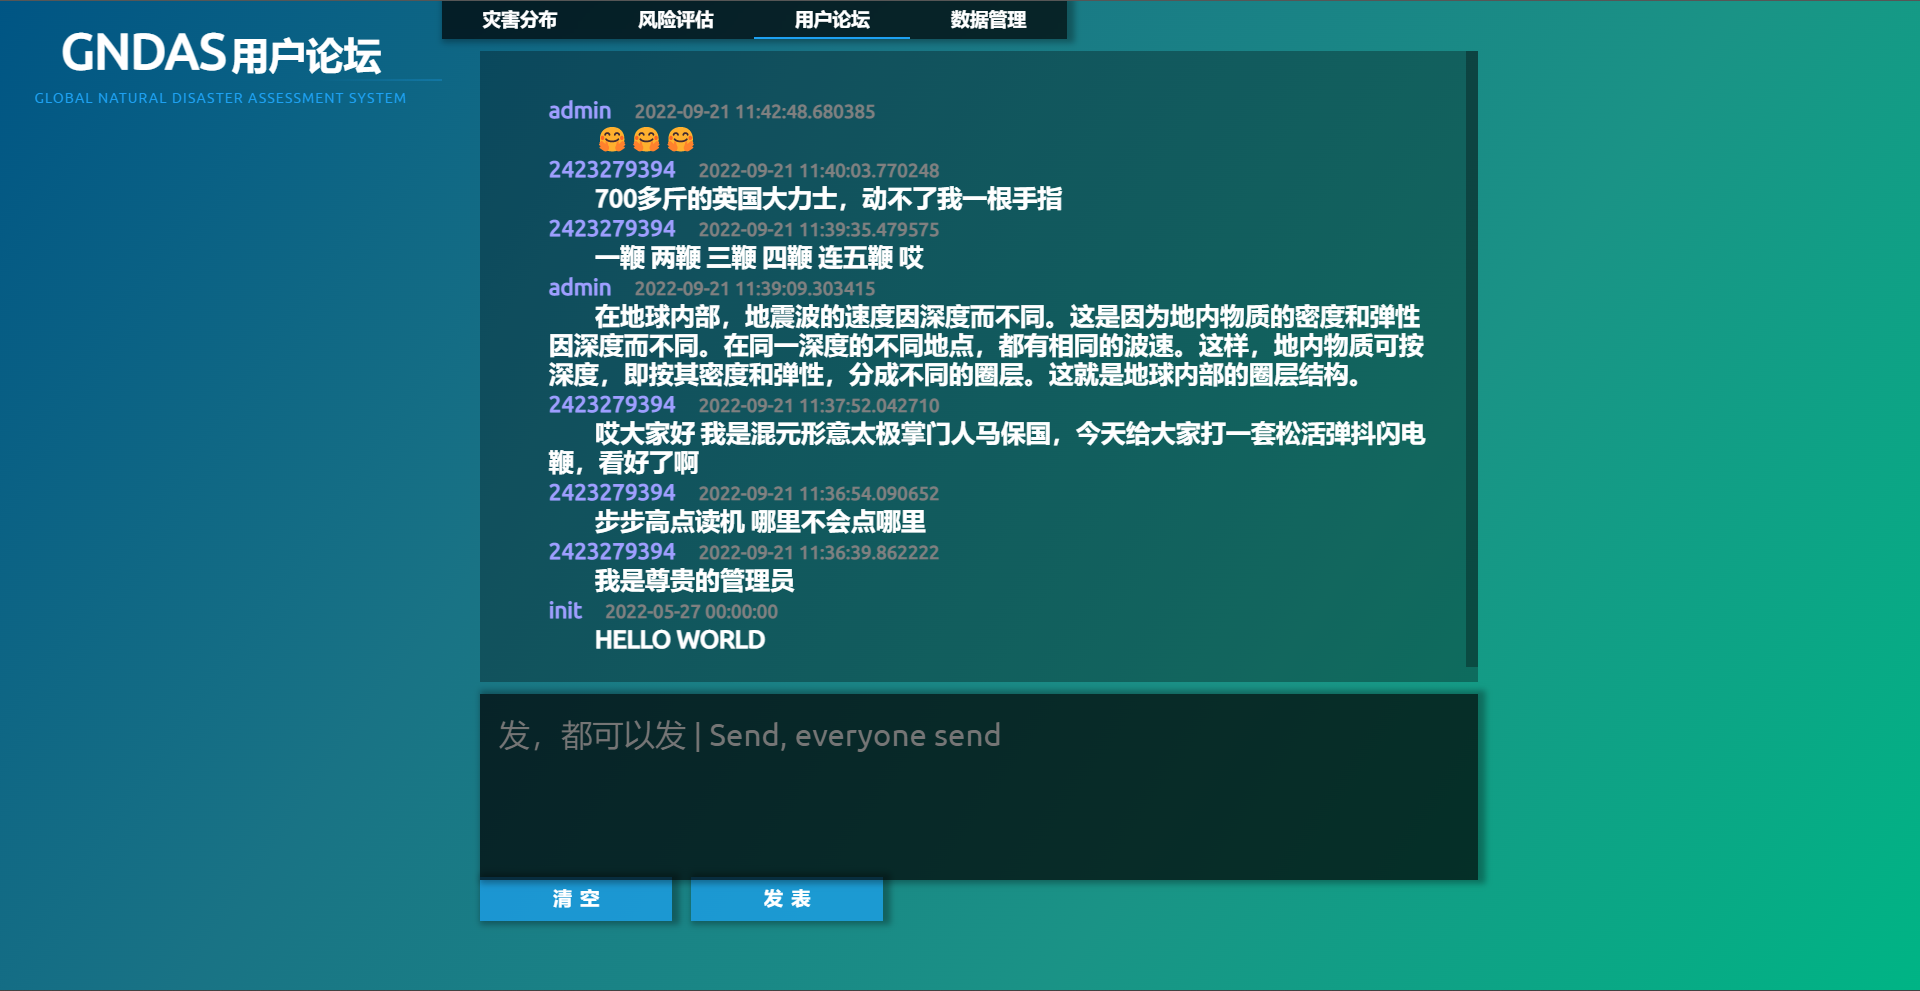 灾害分布 风险评估 用户论坛 数据管理
GNDAS用户论坛
GLOBAL NATURAL DISASTER ASSESSMENT SYSTEM
admin 2022-09-21 11:42:48.680385
🤗 🤗 🤗
2423279394 2022-09-21 11:40:03.770248
700多斤的英国大力士，动不了我一根手指
2423279394 2022-09-21 11:39:35.479575
一鞭 两鞭 三鞭 四鞭 连五鞭 哎
admin 2022-09-21 11:39:09.303415
在地球内部，地震波的速度因深度而不同。这是因为地内物质的密度和弹性
因深度而不同。在同一深度的不同地点，都有相同的波速。这样，地内物质可按
深度，即按其密度和弹性，分成不同的圈层。这就是地球内部的圈层结构。
2423279394 2022-09-21 11:37:52.042710
哎大家好 我是混元形意太极掌门人马保国，今天给大家打一套松活弹抖闪电
鞭，看好了啊
2423279394 2022-09-21 11:36:54.090652
步步高点读机 哪里不会点哪里
2423279394 2022-09-21 11:36:39.862222
我是尊贵的管理员
init 2022-05-27 00:00:00
HELLO WORLD
发，都可以发 | Send, everyone send
清 空 发 表